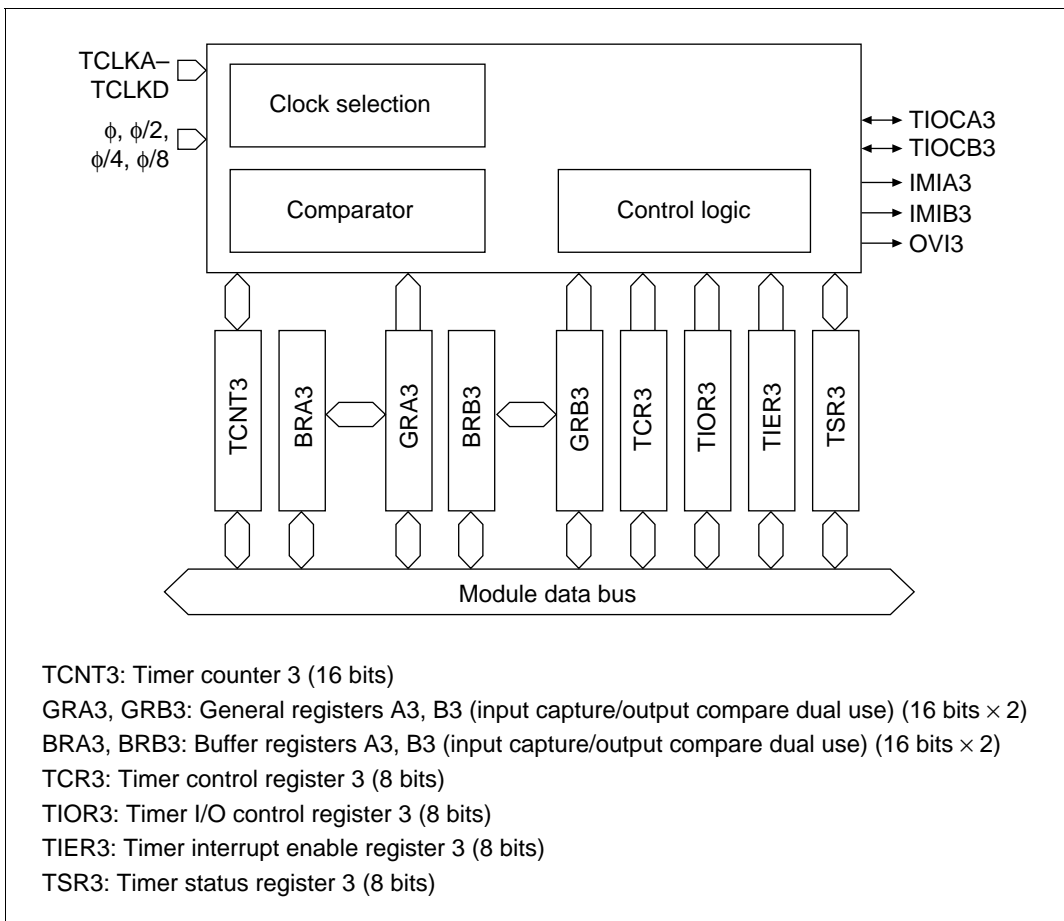 TCLKA–
TCLKD
ϕ, ϕ/2,
ϕ/4, ϕ/8
Clock selection
Comparator
Control logic
TIOCA3
TIOCB3
IMIA3
IMIB3
OVI3
TCNT3
BRA3
GRA3
BRB3
GRB3
TCR3
TIOR3
TIER3
TSR3
Module data bus
TCNT3: Timer counter 3 (16 bits)
GRA3, GRB3: General registers A3, B3 (input capture/output compare dual use) (16 bits × 2)
BRA3, BRB3: Buffer registers A3, B3 (input capture/output compare dual use) (16 bits × 2)
TCR3: Timer control register 3 (8 bits)
TIOR3: Timer I/O control register 3 (8 bits)
TIER3: Timer interrupt enable register 3 (8 bits)
TSR3: Timer status register 3 (8 bits)